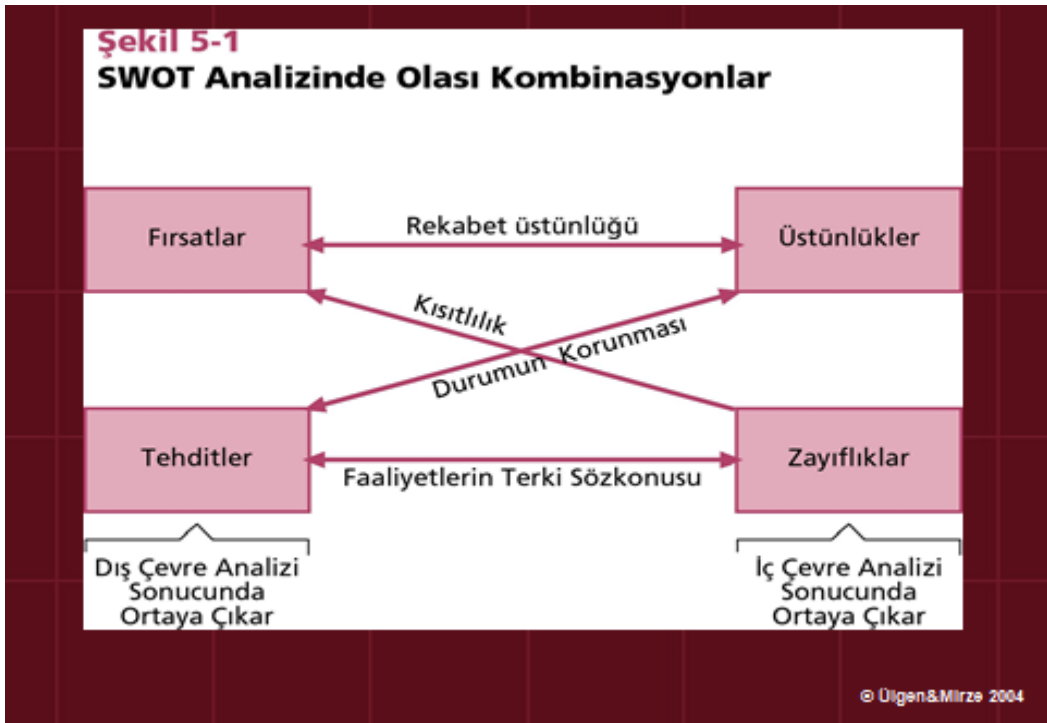 Şekil 5-1
SWOT Analizinde Olası Kombinasyonlar
Fırsatlar
Rekabet üstünlüğü
Üstünlükler
Kısıtlılık
Durumun Korunması
Tehditler
Faaliyetlerin Terki Sözkonusu
Zayıflıklar
Dış Çevre Analizi
Sonucunda
Ortaya Çıkar
İç Çevre Analizi
Sonucunda
Ortaya Çıkar
© Ülgen&Mirze 2004